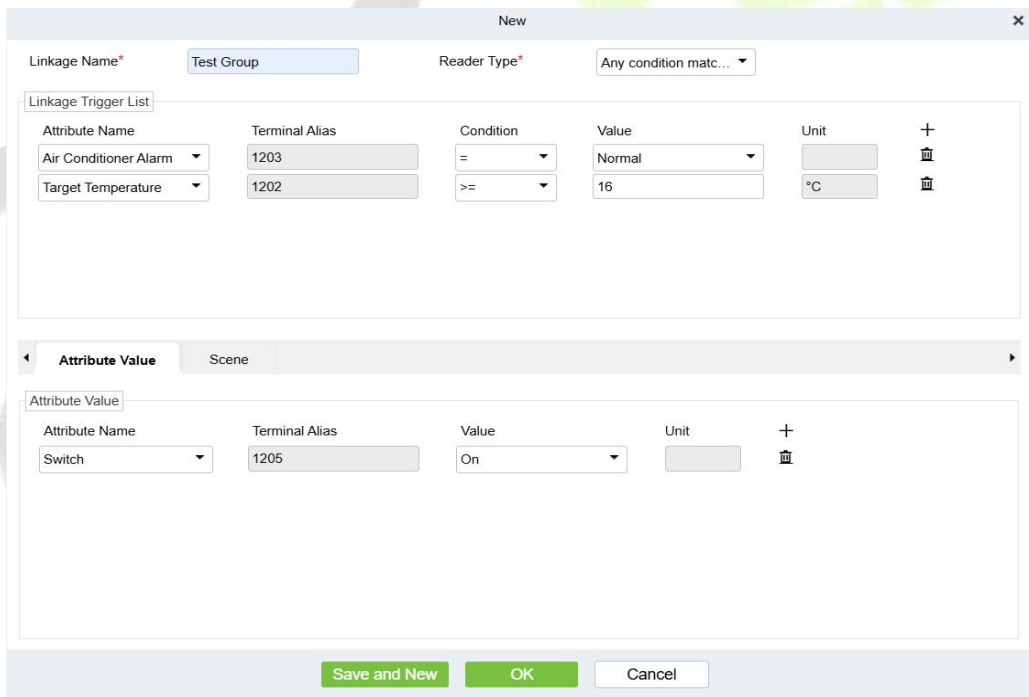 New
Linkage Name* Test Group Reader Type* Any condition matc...
Linkage Trigger List
Attribute Name Terminal Alias Condition Value Unit
Air Conditioner Alarm 1203 = Normal
Target Temperature 1202 >= 16 °C
Attribute Value Scene
Attribute Value
Attribute Name Terminal Alias Value Unit
Switch 1205 On
Save and New OK Cancel